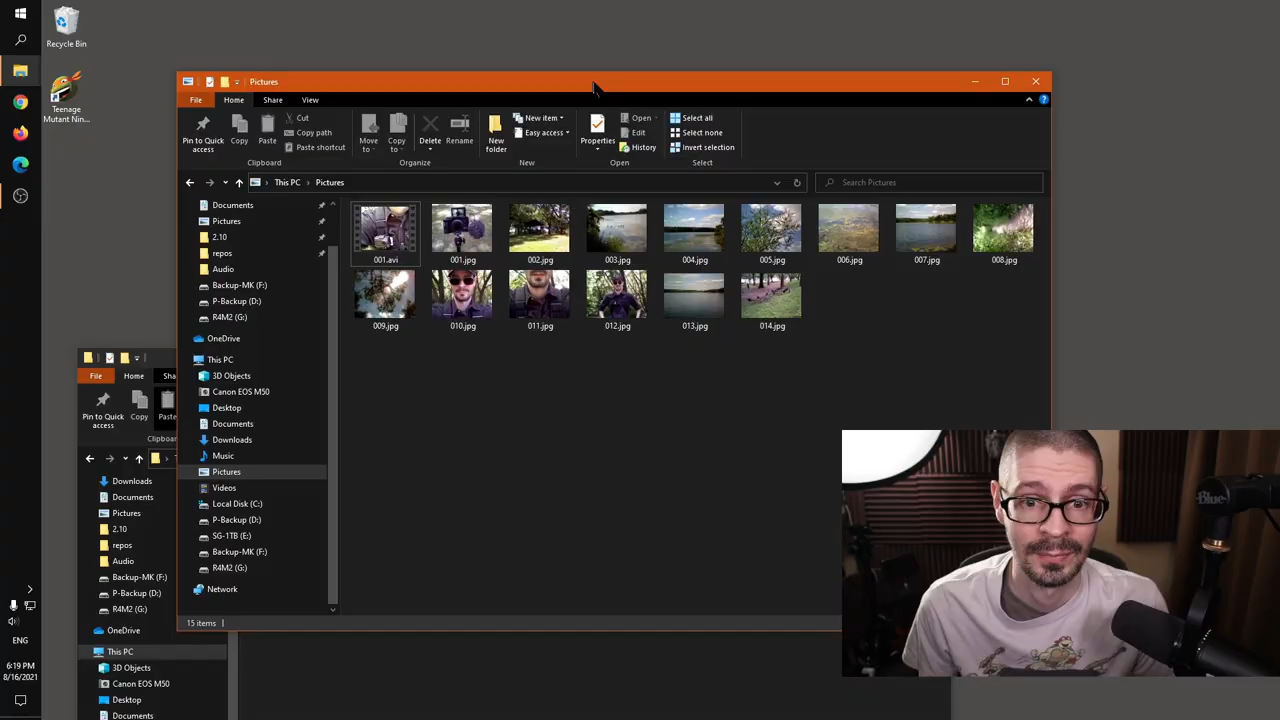 Recycle Bin
Teenage
Mutant Nin...
Pictures
File Home Share View
Pin to Quick
access
Copy
Paste
Cut
Copy path
Paste shortcut
Clipboard
Move
to
Copy
to
Delete
Rename
Organize
New
folder
New item
Easy access
New
Properties
Open
Edit
History
Open
Select all
Select none
Invert selection
Select
This PC Pictures
Search Pictures
Documents
Pictures
2.10
repos
Audio
Backup-MK (F:)
P-Backup (D:)
R4M2 (G:)
OneDrive
This PC
3D Objects
Canon EOS M50
Desktop
Documents
Downloads
Music
Pictures
Videos
Local Disk (C:)
P-Backup (D:)
SG-1TB (E:)
Backup-MK (F:)
R4M2 (G:)
Network
001.avi 001.jpg 002.jpg 003.jpg 004.jpg 005.jpg 006.jpg 007.jpg 008.jpg
009.jpg 010.jpg 011.jpg 012.jpg 013.jpg 014.jpg
15 items
File Home Sha
Pin to Quick
access
Copy
Paste
Clipboard
Downloads
Documents
Pictures
2.10
repos
Audio
Backup-MK (F:)
P-Backup (D:)
R4M2 (G:)
OneDrive
This PC
3D Objects
Canon EOS M50
Desktop
Documents
ENG
6:19 PM
8/16/2021
Blue